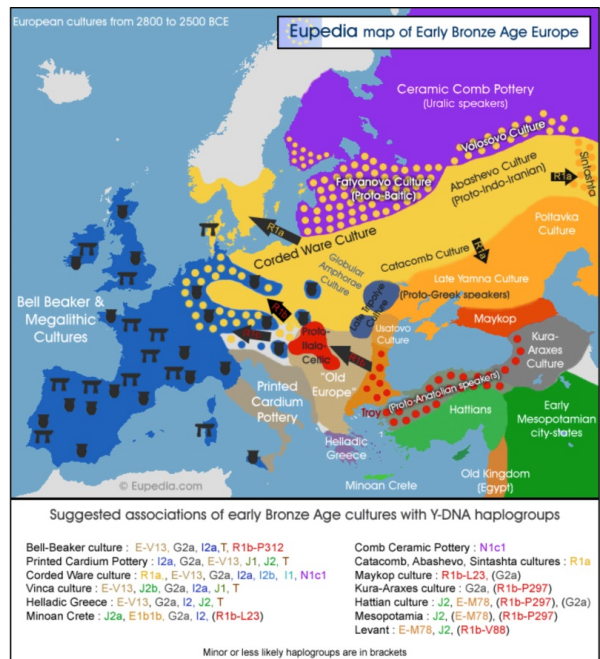 European cultures from 2800 to 2500 BCE
Eupedia map of Early Bronze Age Europe
Ceramic Comb Pottery
(Uralic speakers)
Volosovo Culture
Sintashta
Fatyanovo Culture
(Proto-Baltic)
Abashevo Culture
(Proto-Indo-Iranian)
R1a
R1a
Corded Ware Culture
Poltavka
Culture
Globular
Amphorae
Culture
Catacomb Culture
R1a
Late Yamna Culture
(Proto-Greek speakers)
Bell Beaker &
Megalithic
Cultures
Late Tripolye
Culture
Maykop
R1b
Proto-
Italo-
Celtic
Usatovo
Culture
Kura-
Araxes
Culture
"Old
Europe"
Printed
Cardium
Pottery
Troy
(Proto-Anatolian speakers)
Hattians
Early
Mesopotamian
city-states
Helladic
Greece
Minoan Crete
Old Kingdom
(Egypt)
© Eupedia.com
Suggested associations of early Bronze Age cultures with Y-DNA haplogroups
Bell-Beaker culture : E-V13, G2a, I2a,T, R1b-P312
Printed Cardium Pottery : I2a, G2a, E-V13, J1, J2, T
Corded Ware culture : R1a,, E-V13, G2a, I2a, I2b, I1, N1c1
Vinca culture : E-V13, J2b, G2a, I2a, J1, T
Helladic Greece : E-V13, G2a, I2, J2, T
Minoan Crete : J2a, E1b1b, G2a, I2, (R1b-L23)
Comb Ceramic Pottery : N1c1
Catacomb, Abashevo, Sintashta cultures : R1a
Maykop culture : R1b-L23, (G2a)
Kura-Araxes culture : G2a, (R1b-P297)
Hattian culture : J2, E-M78, (R1b-P297), (G2a)
Mesopotamia : J2, (E-M78), (R1b-P297)
Levant : E-M78, J2, (R1b-V88)
Minor or less likely haplogroups are in brackets